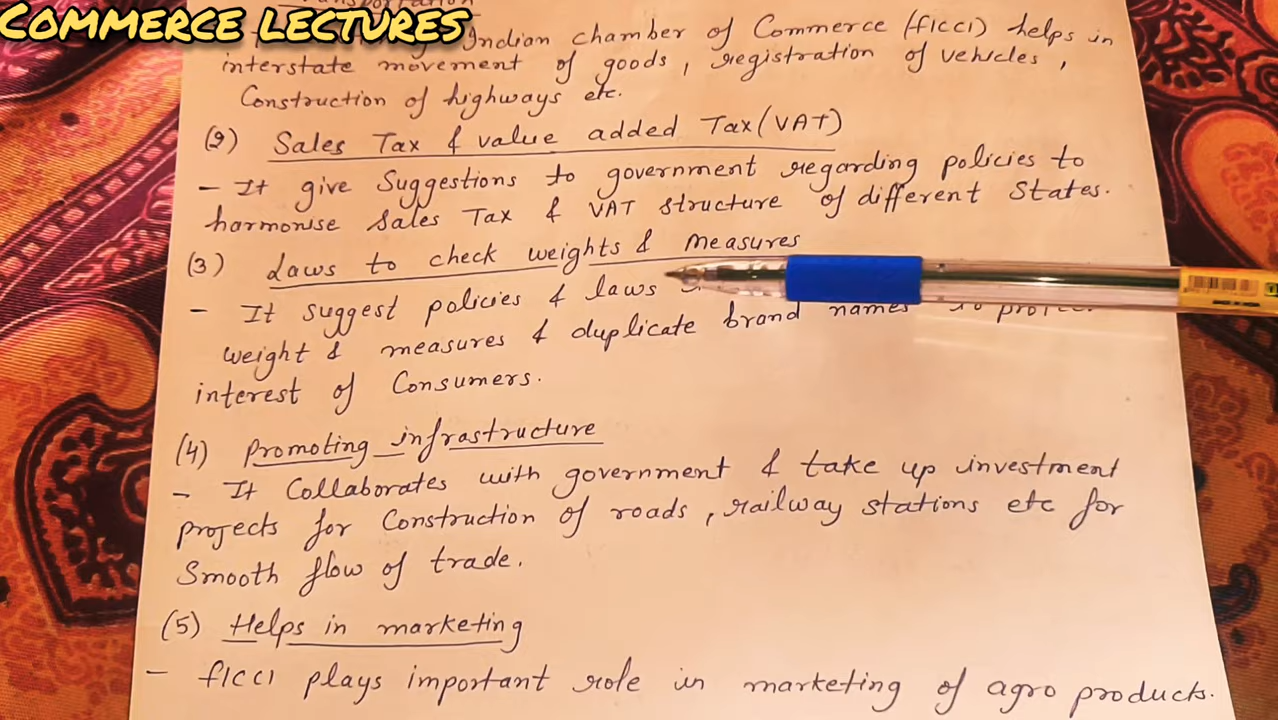 COMMERCE LECTURES
Indian chamber of Commerce (ficci) helps in
interstate movement of goods, registration of vehicles,
Construction of highways etc.
(2) Sales Tax & value added Tax (VAT)
- It give Suggestions to government regarding policies to
harmonise Sales Tax & VAT structure of different States.
(3) Laws to check weights & measures
- It suggest policies & laws
weight & measures & duplicate brand names to
interest of Consumers.
(4) Promoting infrastructure
- It Collaborates with government & take up investment
projects for Construction of roads, railway stations etc for
Smooth flow of trade.
(5) Helps in marketing
- ficci plays important role in marketing of agro products.